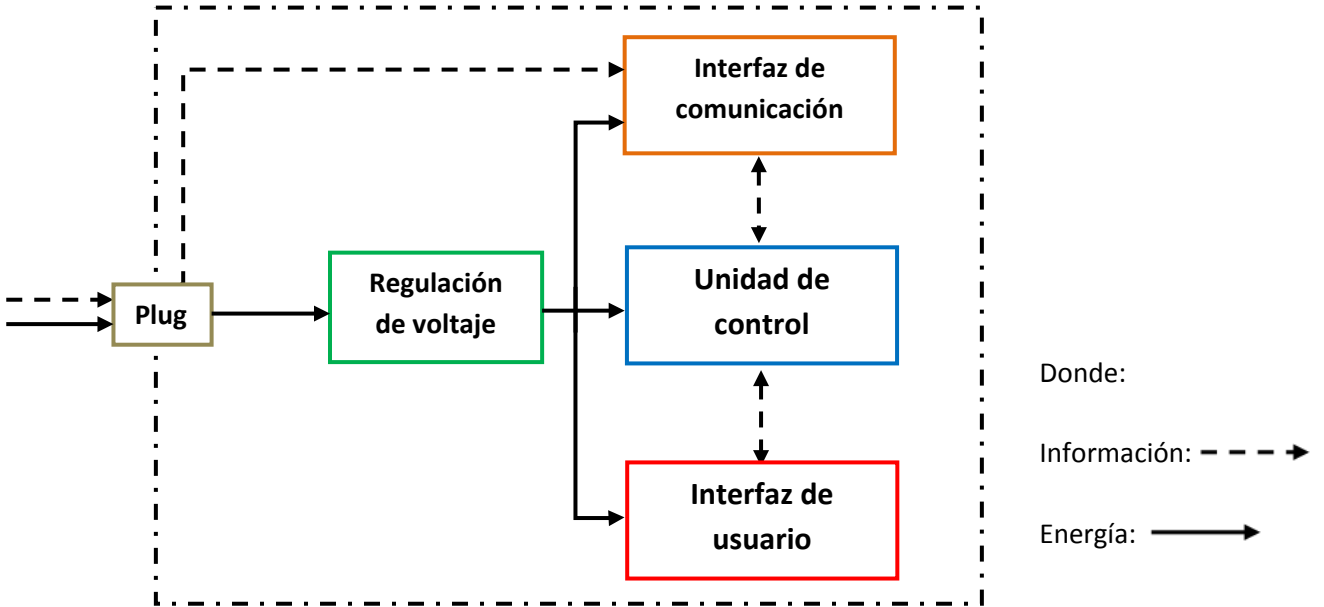 Interfaz de
comunicación
Plug
Regulación
de voltaje
Unidad de
control
Interfaz de
usuario
Donde:
Información:
Energía: